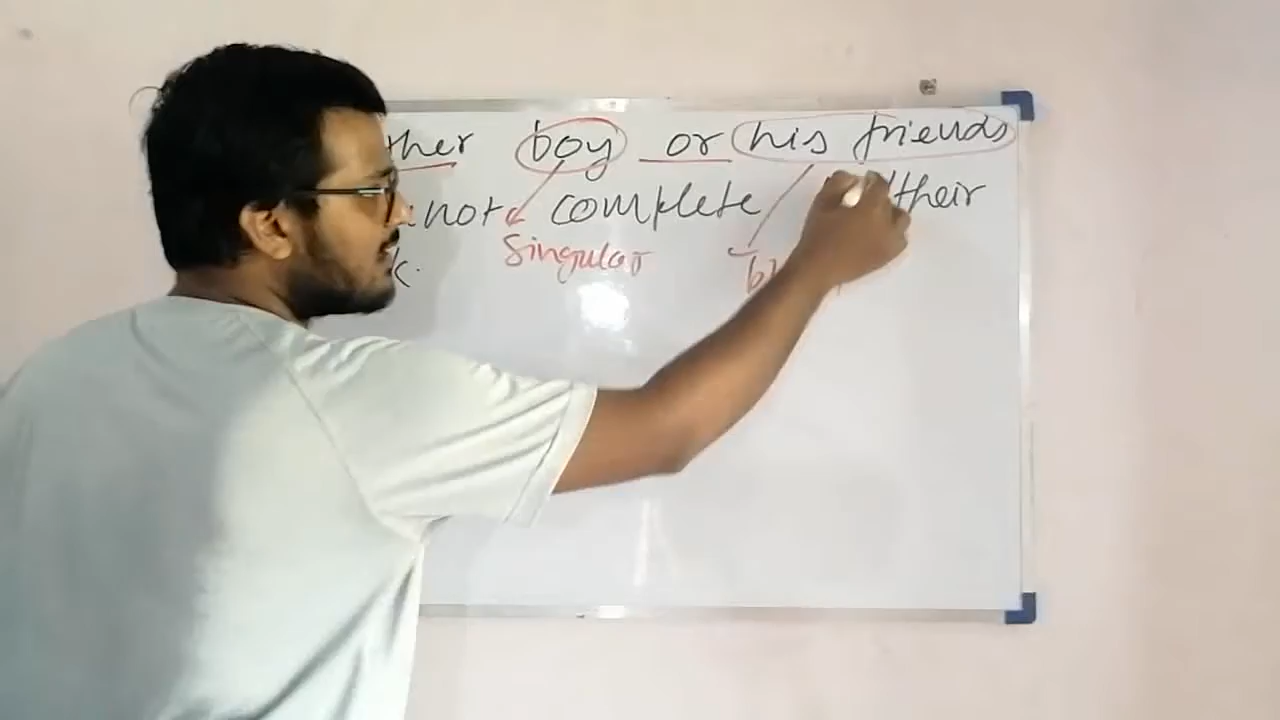 ther boy or his friends
not complete /their
Singular
k.